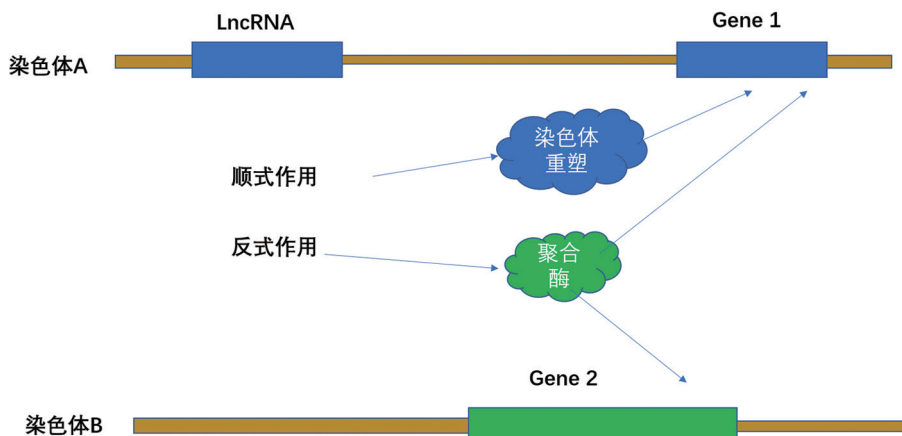 LncRNA
Gene 1
染色体A
染色体
重塑
顺式作用
反式作用
聚合
酶
Gene 2
染色体B